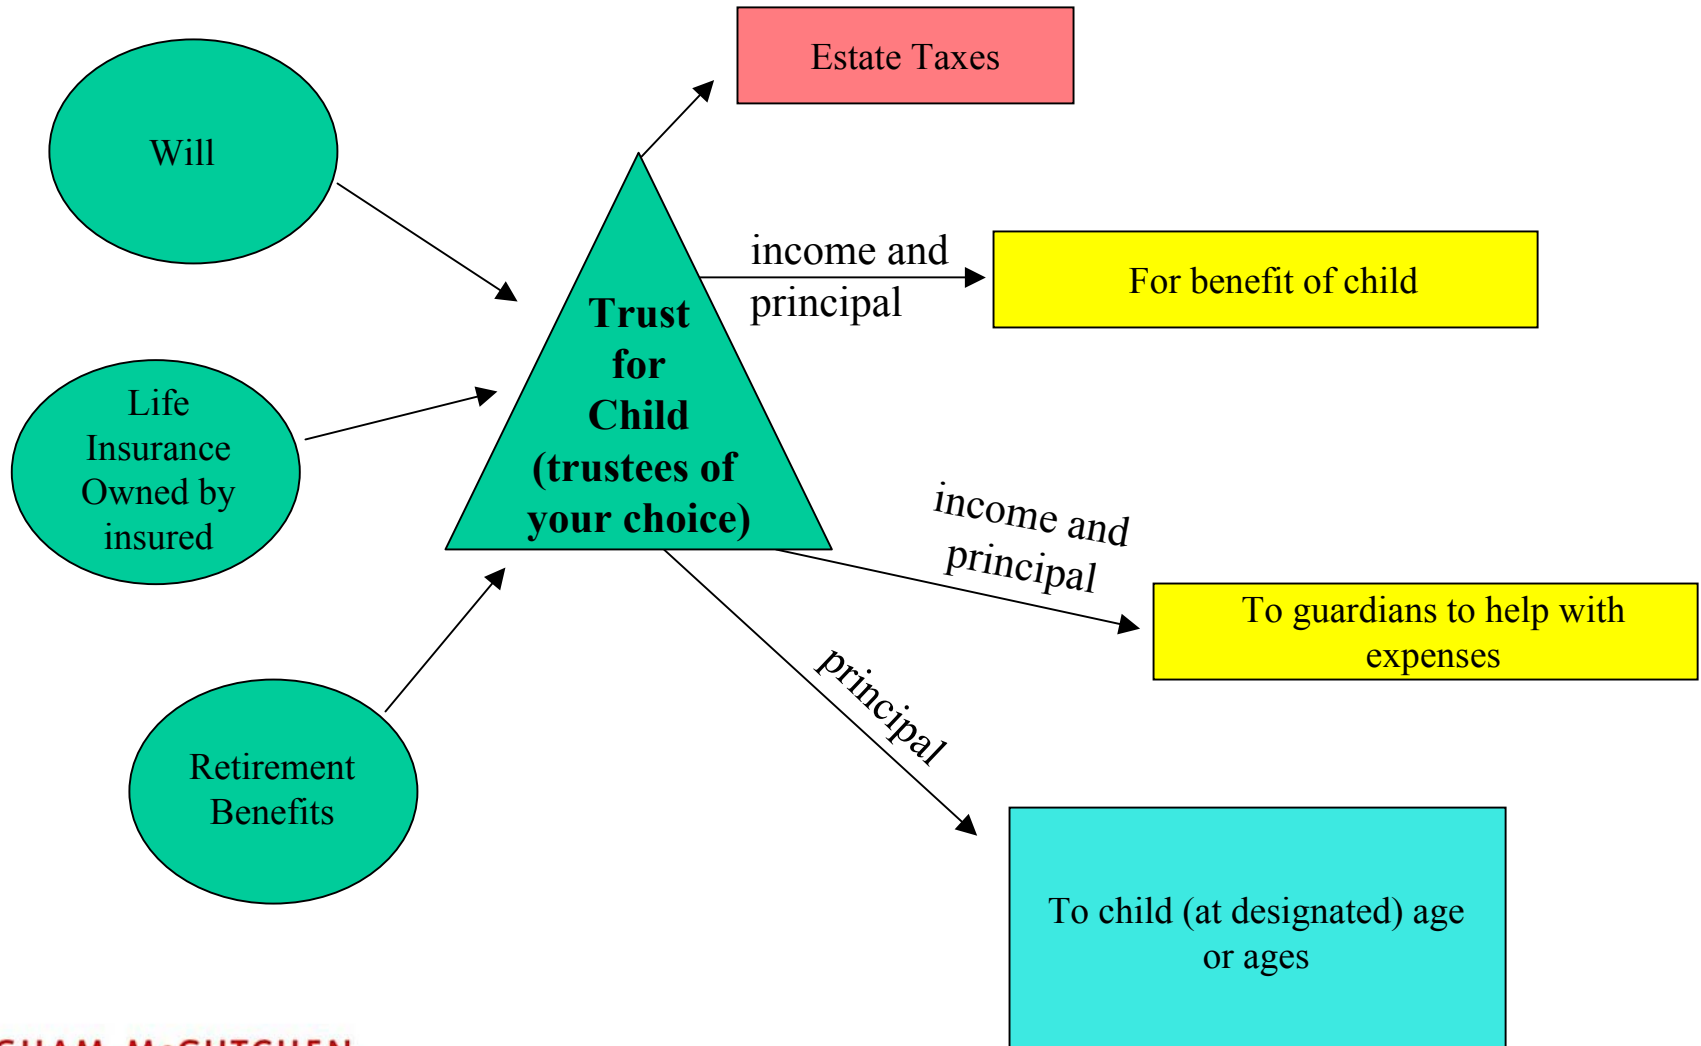 Estate Taxes
Will
income and
principal
For benefit of child
Trust
for
Child
(trustees of
your choice)
Life
Insurance
Owned by
insured
income and
principal
To guardians to help with
expenses
principal
Retirement
Benefits
To child (at designated) age
or ages